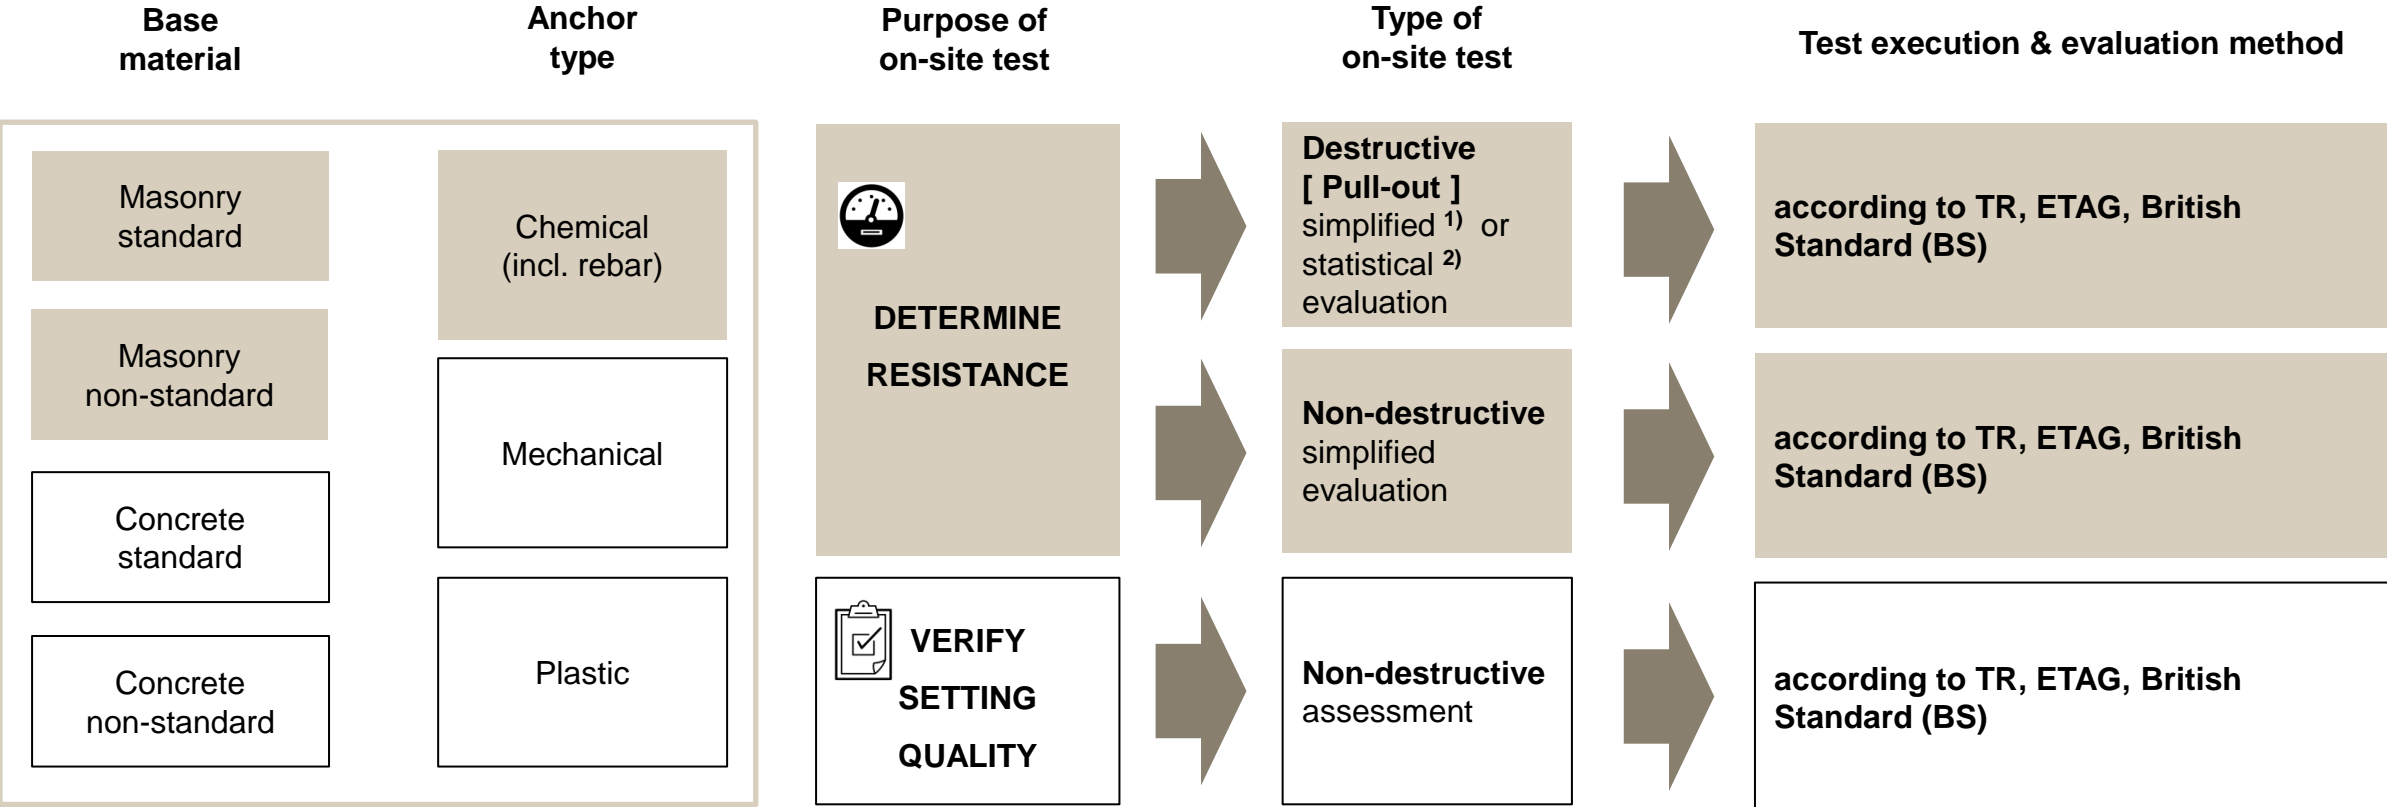 Base
material
Anchor
type
Purpose of
on-site test
Type of
on-site test
Test execution & evaluation method
Masonry
standard
Masonry
non-standard
Concrete
standard
Concrete
non-standard
Chemical
(incl. rebar)
Mechanical
Plastic
DETERMINE
RESISTANCE
VERIFY
SETTING
QUALITY
Destructive
[ Pull-out ]
simplified 1) or
statistical 2)
evaluation
Non-destructive
simplified
evaluation
Non-destructive
assessment
according to TR, ETAG, British
Standard (BS)
according to TR, ETAG, British
Standard (BS)
according to TR, ETAG, British
Standard (BS)